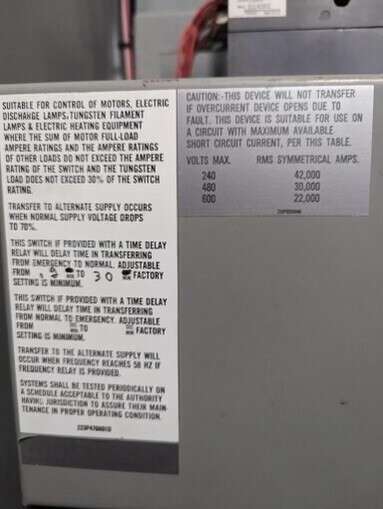 SUITABLE FOR CONTROL OF MOTORS, ELECTRIC
DISCHARGE LAMPS, TUNGSTEN FILAMENT
LAMPS & ELECTRIC HEATING EQUIPMENT
WHERE THE SUM OF MOTOR FULL-LOAD
AMPERE RATINGS AND THE AMPERE RATINGS
OF OTHER LOADS DO NOT EXCEED THE AMPERE
RATING OF THE SWITCH AND THE TUNGSTEN
LOAD DOES NOT EXCEED 30% OF THE SWITCH
RATING.
TRANSFER TO ALTERNATE SUPPLY OCCURS
WHEN NORMAL SUPPLY VOLTAGE DROPS
TO 70%.
THIS SWITCH IF PROVIDED WITH A TIME DELAY
RELAY WILL DELAY TIME IN TRANSFERRING
FROM EMERGENCY TO NORMAL. ADJUSTABLE
FROM TO 30 FACTORY
SETTING IS MINIMUM.
THIS SWITCH IF PROVIDED WITH A TIME DELAY
RELAY WILL DELAY TIME IN TRANSFERRING
FROM NORMAL TO EMERGENCY. ADJUSTABLE
FROM TO FACTORY
SETTING IS MINIMUM.
TRANSFER TO THE ALTERNATE SUPPLY WILL
OCCUR WHEN FREQUENCY REACHES 58 HZ IF
FREQUENCY RELAY IS PROVIDED.
SYSTEMS SHALL BE TESTED PERIODICALLY ON
A SCHEDULE ACCEPTABLE TO THE AUTHORITY
HAVING JURISDICTION TO ASSURE THEIR MAIN
TENANCE IN PROPER OPERATING CONDITION.
CAUTION:-THIS DEVICE WILL NOT TRANSFER
IF OVERCURRENT DEVICE OPENS DUE TO
FAULT. THIS DEVICE IS SUITABLE FOR USE ON
A CIRCUIT WITH MAXIMUM AVAILABLE
SHORT CIRCUIT CURRENT, PER THIS TABLE.
VOLTS MAX. RMS SYMMETRICAL AMPS.
240 42,000
480 30,000
600 22,000